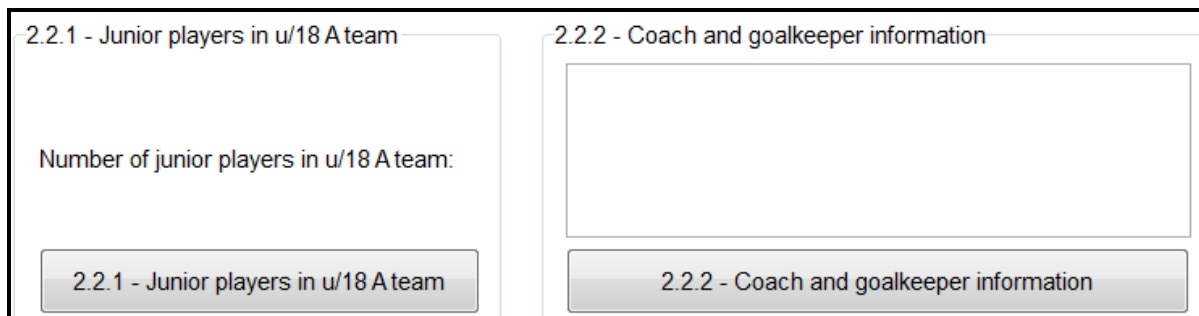 2.2.1 - Junior players in u/18 A team
Number of junior players in u/18 A team:
2.2.1 - Junior players in u/18 A team
2.2.2 - Coach and goalkeeper information
2.2.2 - Coach and goalkeeper information